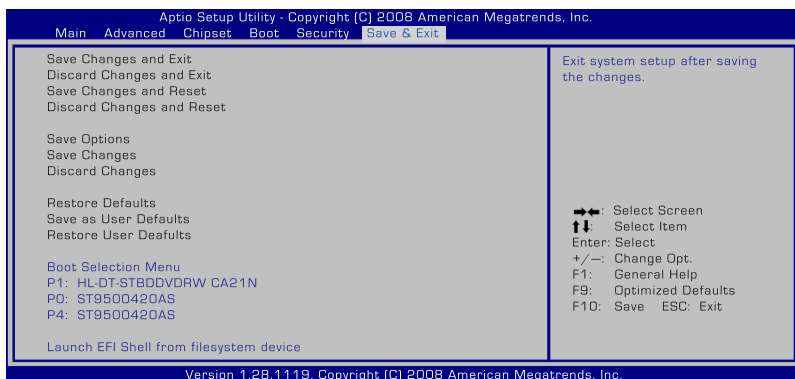 Aptio Setup Utility - Copyright (C) 2008 American Megatrends, Inc.
Main Advanced Chipset Boot Security Save & Exit
Save Changes and Exit
Discard Changes and Exit
Save Changes and Reset
Discard Changes and Reset
Save Options
Save Changes
Discard Changes
Restore Defaults
Save as User Defaults
Restore User Deafults
Boot Selection Menu
P1: HL-DT-STBDDVDRW CA21N
P0: ST9500420AS
P4: ST9500420AS
Launch EFI Shell from filesystem device
Exit system setup after saving
the changes.
→←: Select Screen
↑↓: Select Item
Enter: Select
+/—: Change Opt.
F1: General Help
F9: Optimized Defaults
F10: Save ESC: Exit
Version 1.28.1119. Copyright (C) 2008 American Megatrends, Inc.